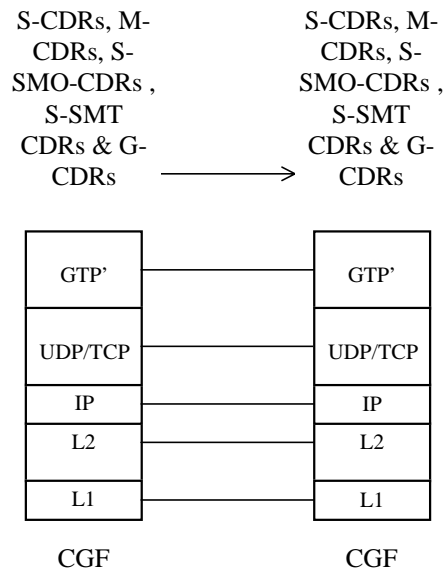 S-CDRs, M-
CDRs, S-
SMO-CDRs ,
S-SMT
CDRs & G-
CDRs
S-CDRs, M-
CDRs, S-
SMO-CDRs ,
S-SMT
CDRs & G-
CDRs
GTP’
UDP/TCP
IP
L2
L1
CGF
GTP’
UDP/TCP
IP
L2
L1
CGF